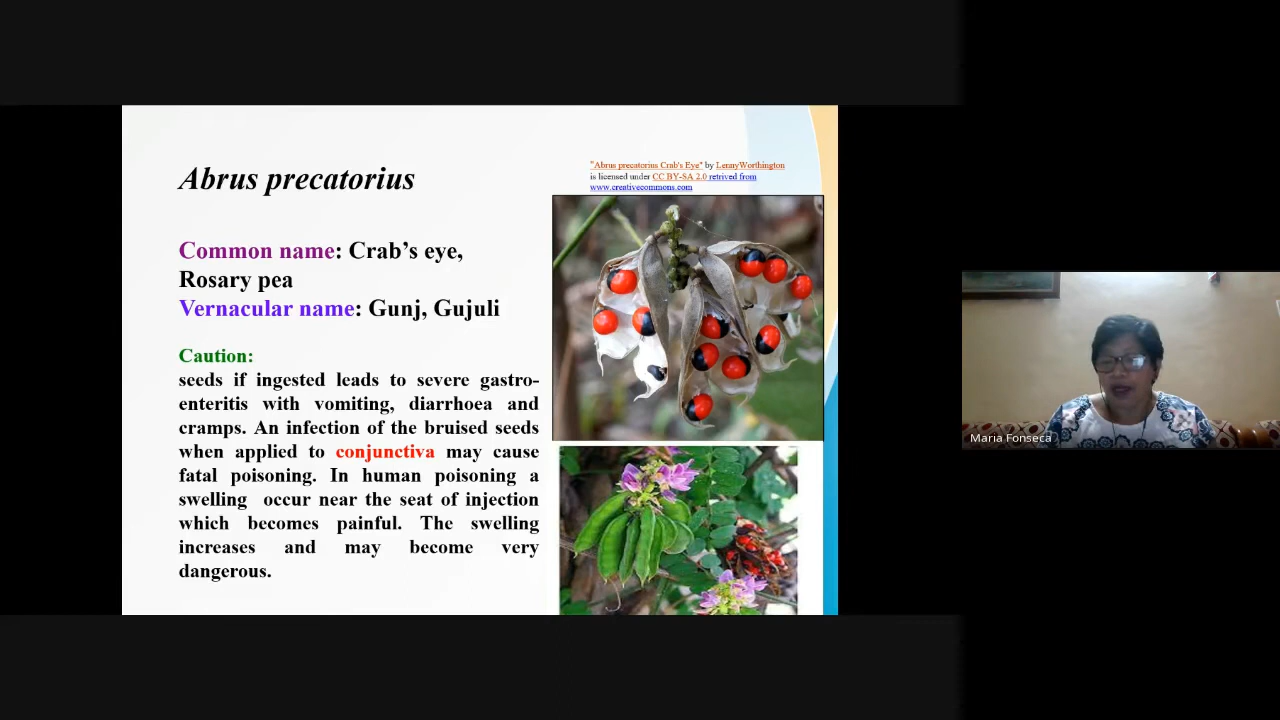 Abrus precatorius
"Abrus precatorius Crab's Eye" by LennyWorthington
is licensed under CC BY-SA 2.0 retrived from
www.creativecommons.com
Common name: Crab's eye,
Rosary pea
Vernacular name: Gunj, Gujuli
Caution:
seeds if ingested leads to severe gastro-
enteritis with vomiting, diarrhoea and
cramps. An infection of the bruised seeds
when applied to conjunctiva may cause
fatal poisoning. In human poisoning a
swelling occur near the seat of injection
which becomes painful. The swelling
increases and may become very
dangerous.
Maria Fonseca